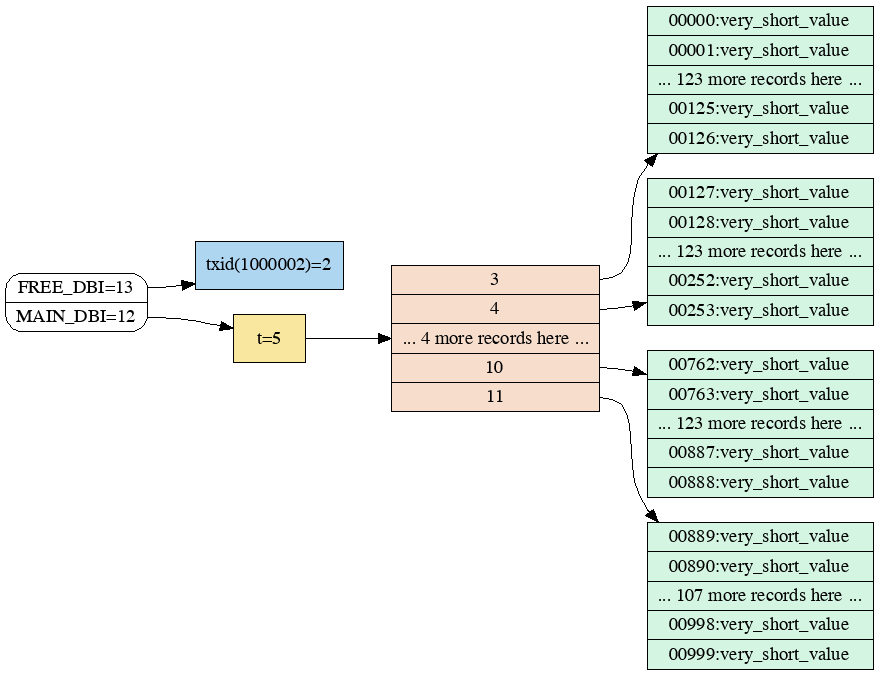 FREE_DBI=13
MAIN_DBI=12
txid(1000002)=2
t=5
3
4
... 4 more records here ...
10
11
00000:very_short_value
00001:very_short_value
... 123 more records here ...
00125:very_short_value
00126:very_short_value
00127:very_short_value
00128:very_short_value
... 123 more records here ...
00252:very_short_value
00253:very_short_value
00762:very_short_value
00763:very_short_value
... 123 more records here ...
00887:very_short_value
00888:very_short_value
00889:very_short_value
00890:very_short_value
... 107 more records here ...
00998:very_short_value
00999:very_short_value